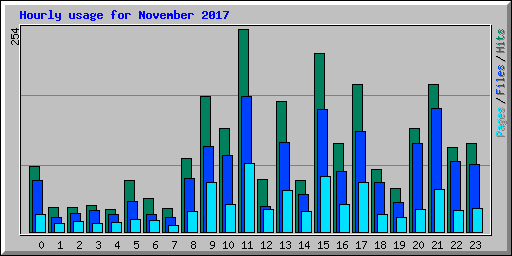 Hourly usage for November 2017
254
Pages / Files / Hits
0 1 2 3 4 5 6 7 8 9 10 11 12 13 14 15 16 17 18 19 20 21 22 23